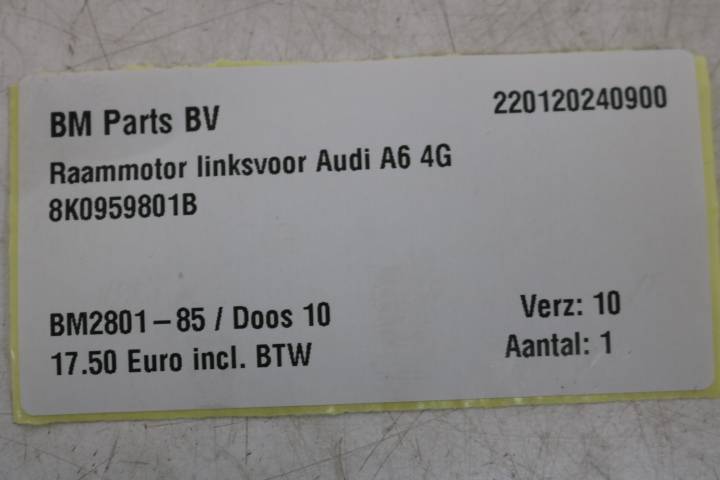 BM Parts BV
220120240900
Raammotor linksvoor Audi A6 4G
8K0959801B
BM2801-85 / Doos 10
Verz: 10
17.50 Euro incl. BTW
Aantal: 1